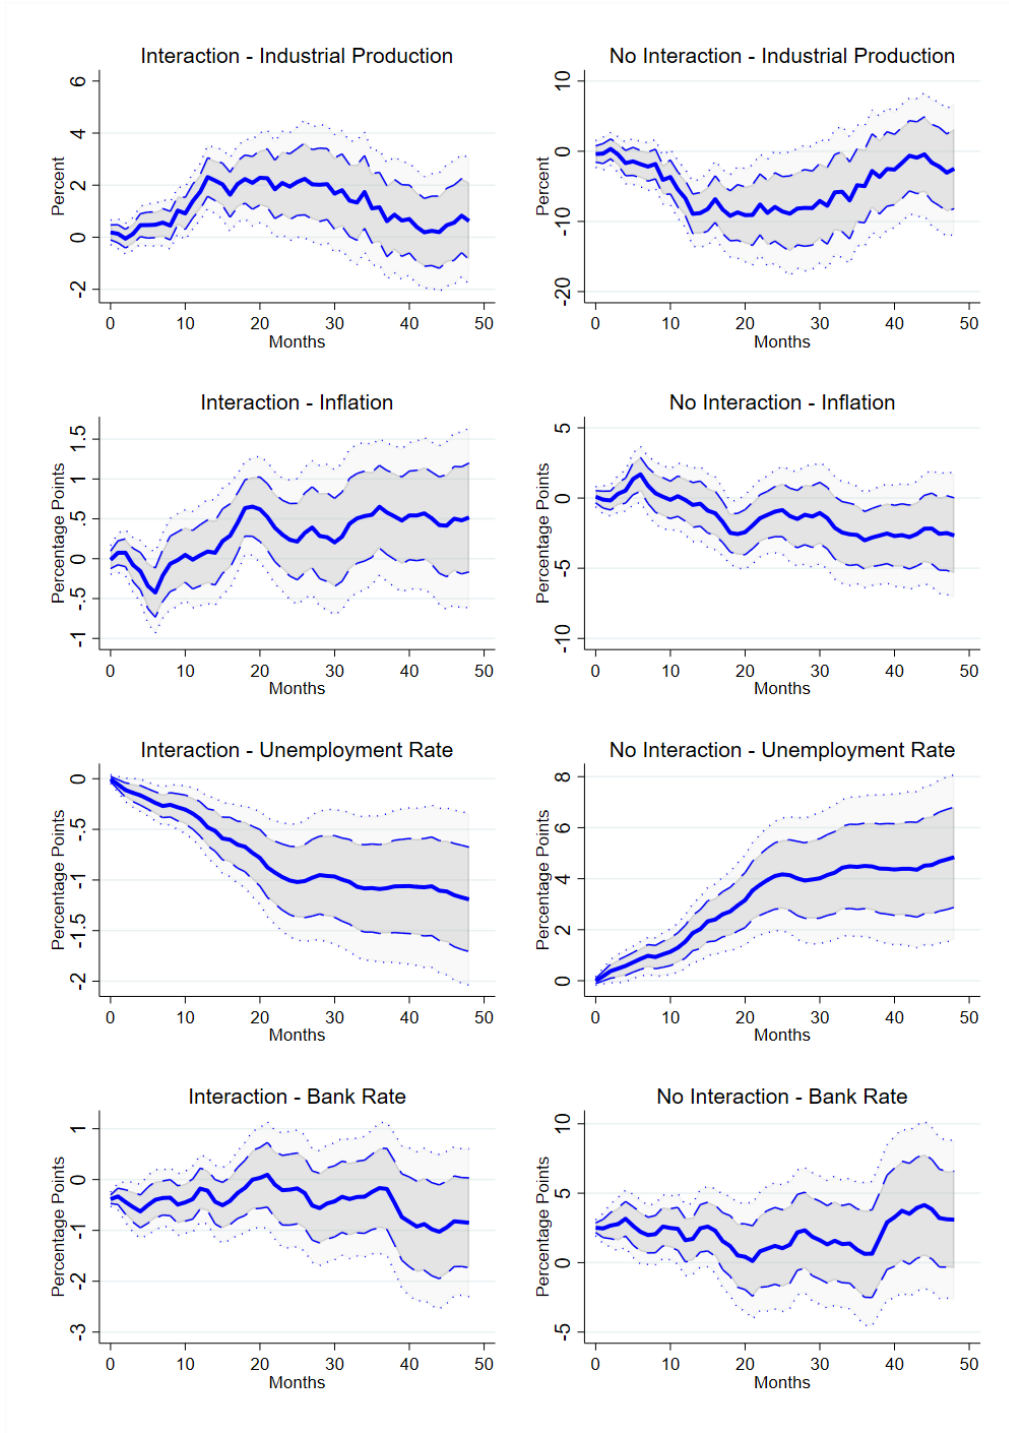 Interaction - Industrial Production
Percent
6
4
2
0
-2
0 10 20 30 40 50
Months
No Interaction - Industrial Production
Percent
10
0
-10
-20
0 10 20 30 40 50
Months
Interaction - Inflation
Percentage Points
1.5
1
.5
0
-.5
-1
0 10 20 30 40 50
Months
No Interaction - Inflation
Percentage Points
5
0
-5
-10
0 10 20 30 40 50
Months
Interaction - Unemployment Rate
Percentage Points
0
-.5
-1
-1.5
-2
0 10 20 30 40 50
Months
No Interaction - Unemployment Rate
Percentage Points
8
6
4
2
0
0 10 20 30 40 50
Months
Interaction - Bank Rate
Percentage Points
1
0
-1
-2
-3
0 10 20 30 40 50
Months
No Interaction - Bank Rate
Percentage Points
10
5
0
-5
0 10 20 30 40 50
Months